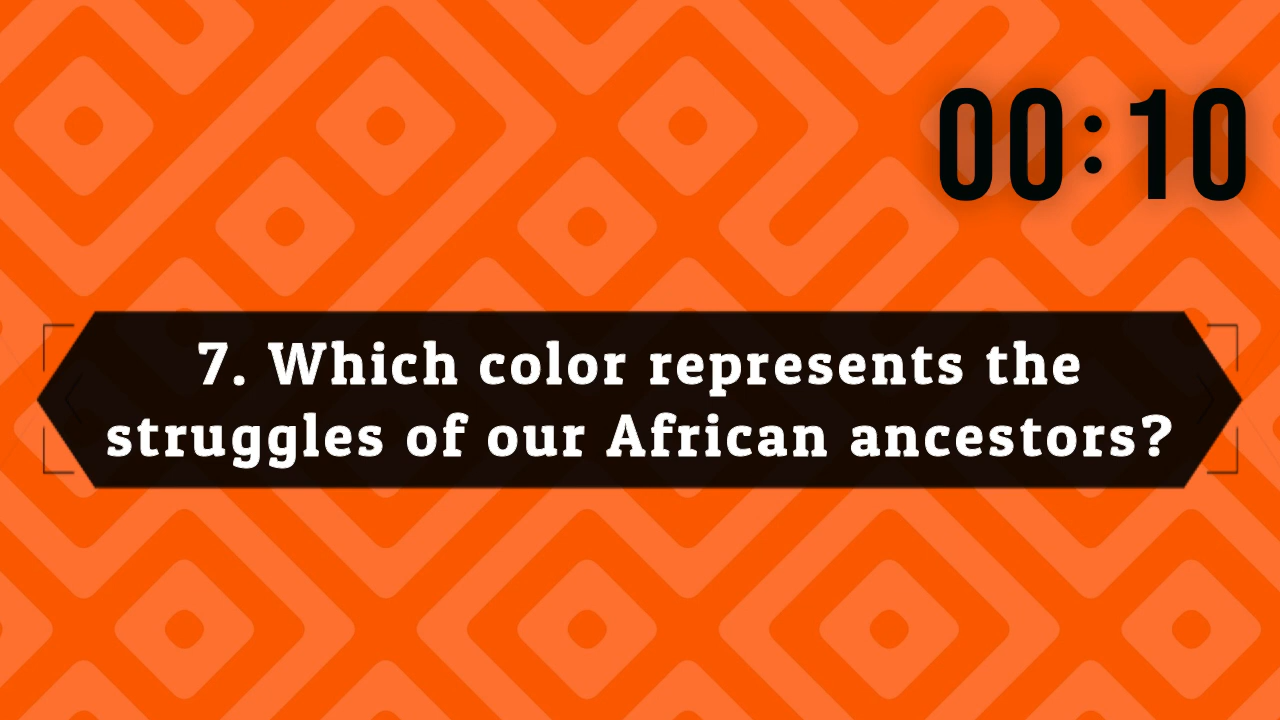 00:10
7. Which color represents the
struggles of our African ancestors?